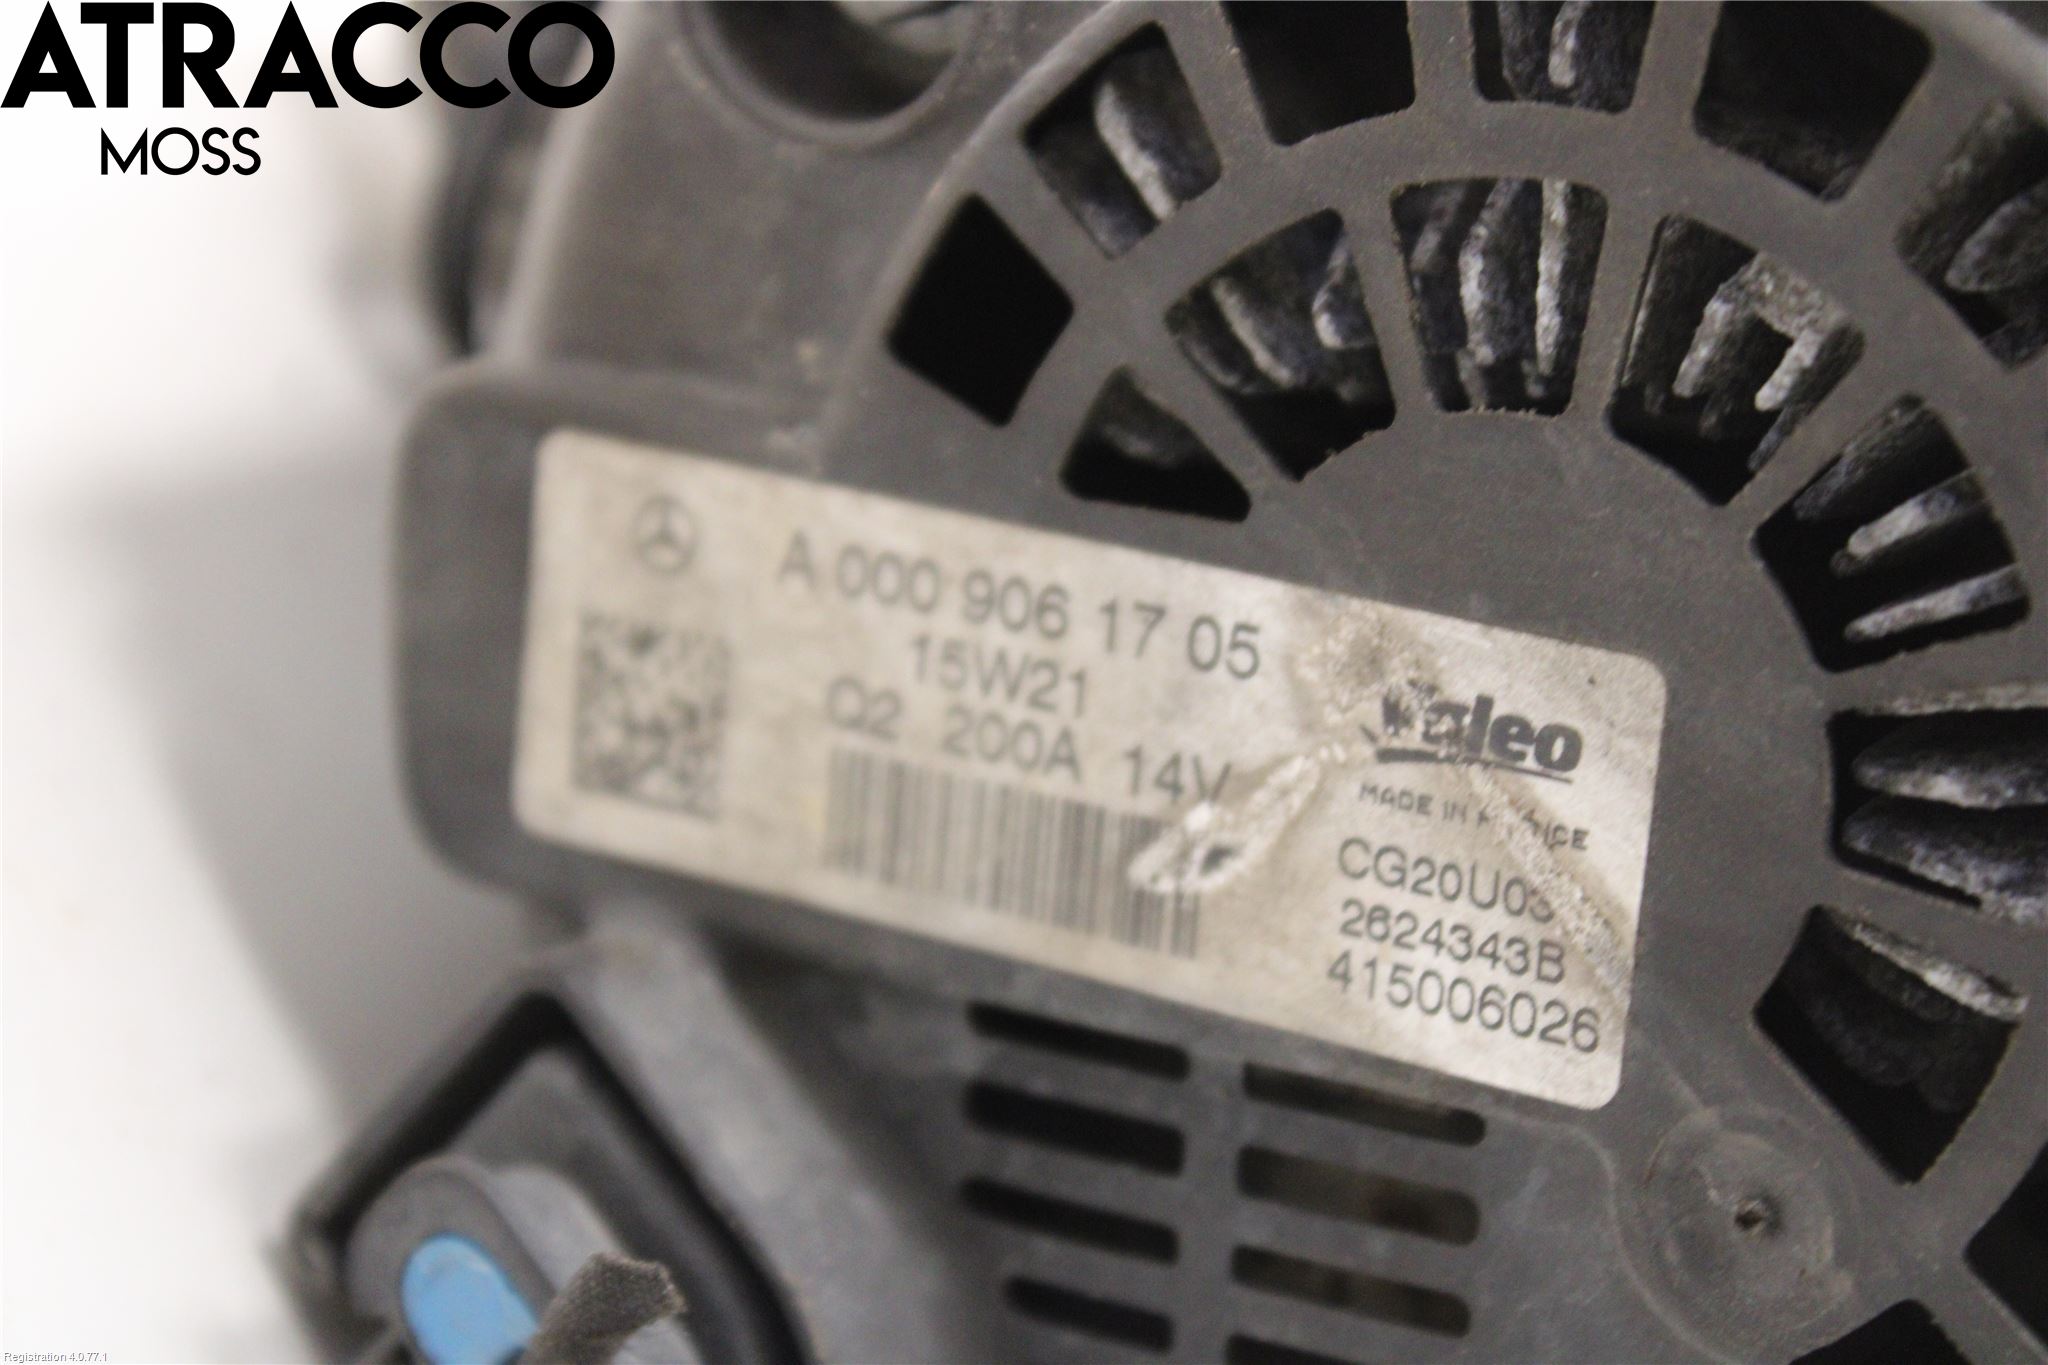 ATRACCO
MOSS
A 000 906 17 05
15W21
Q2 200A 14V
Valeo
MADE IN FRANCE
CG20U03
2624343B
415006026
Registration 4.0.77.1